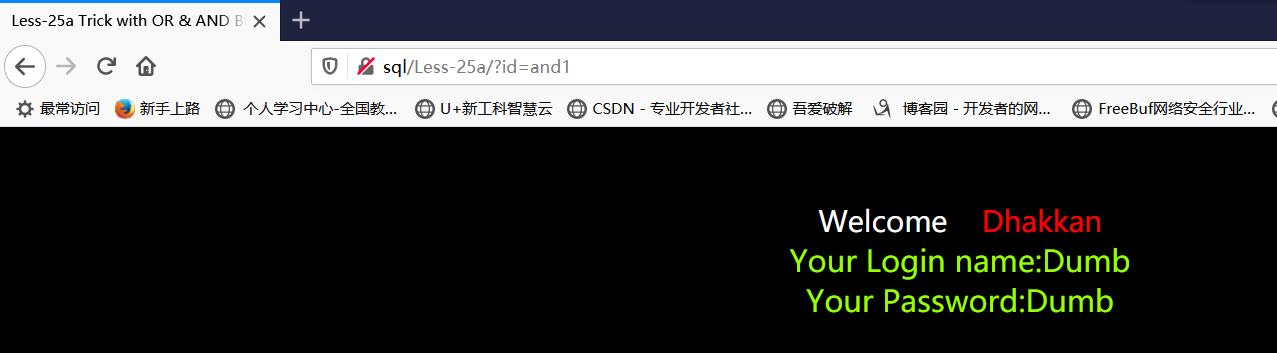 Less-25a Trick with OR & AND B
sql/Less-25a/?id=and1
最常访问 新手上路 个人学习中心-全国教... U+新工科智慧云 CSDN - 专业开发者社... 吾爱破解 博客园 - 开发者的网... FreeBuf网络安全行业...
Welcome Dhakkan
Your Login name:Dumb
Your Password:Dumb